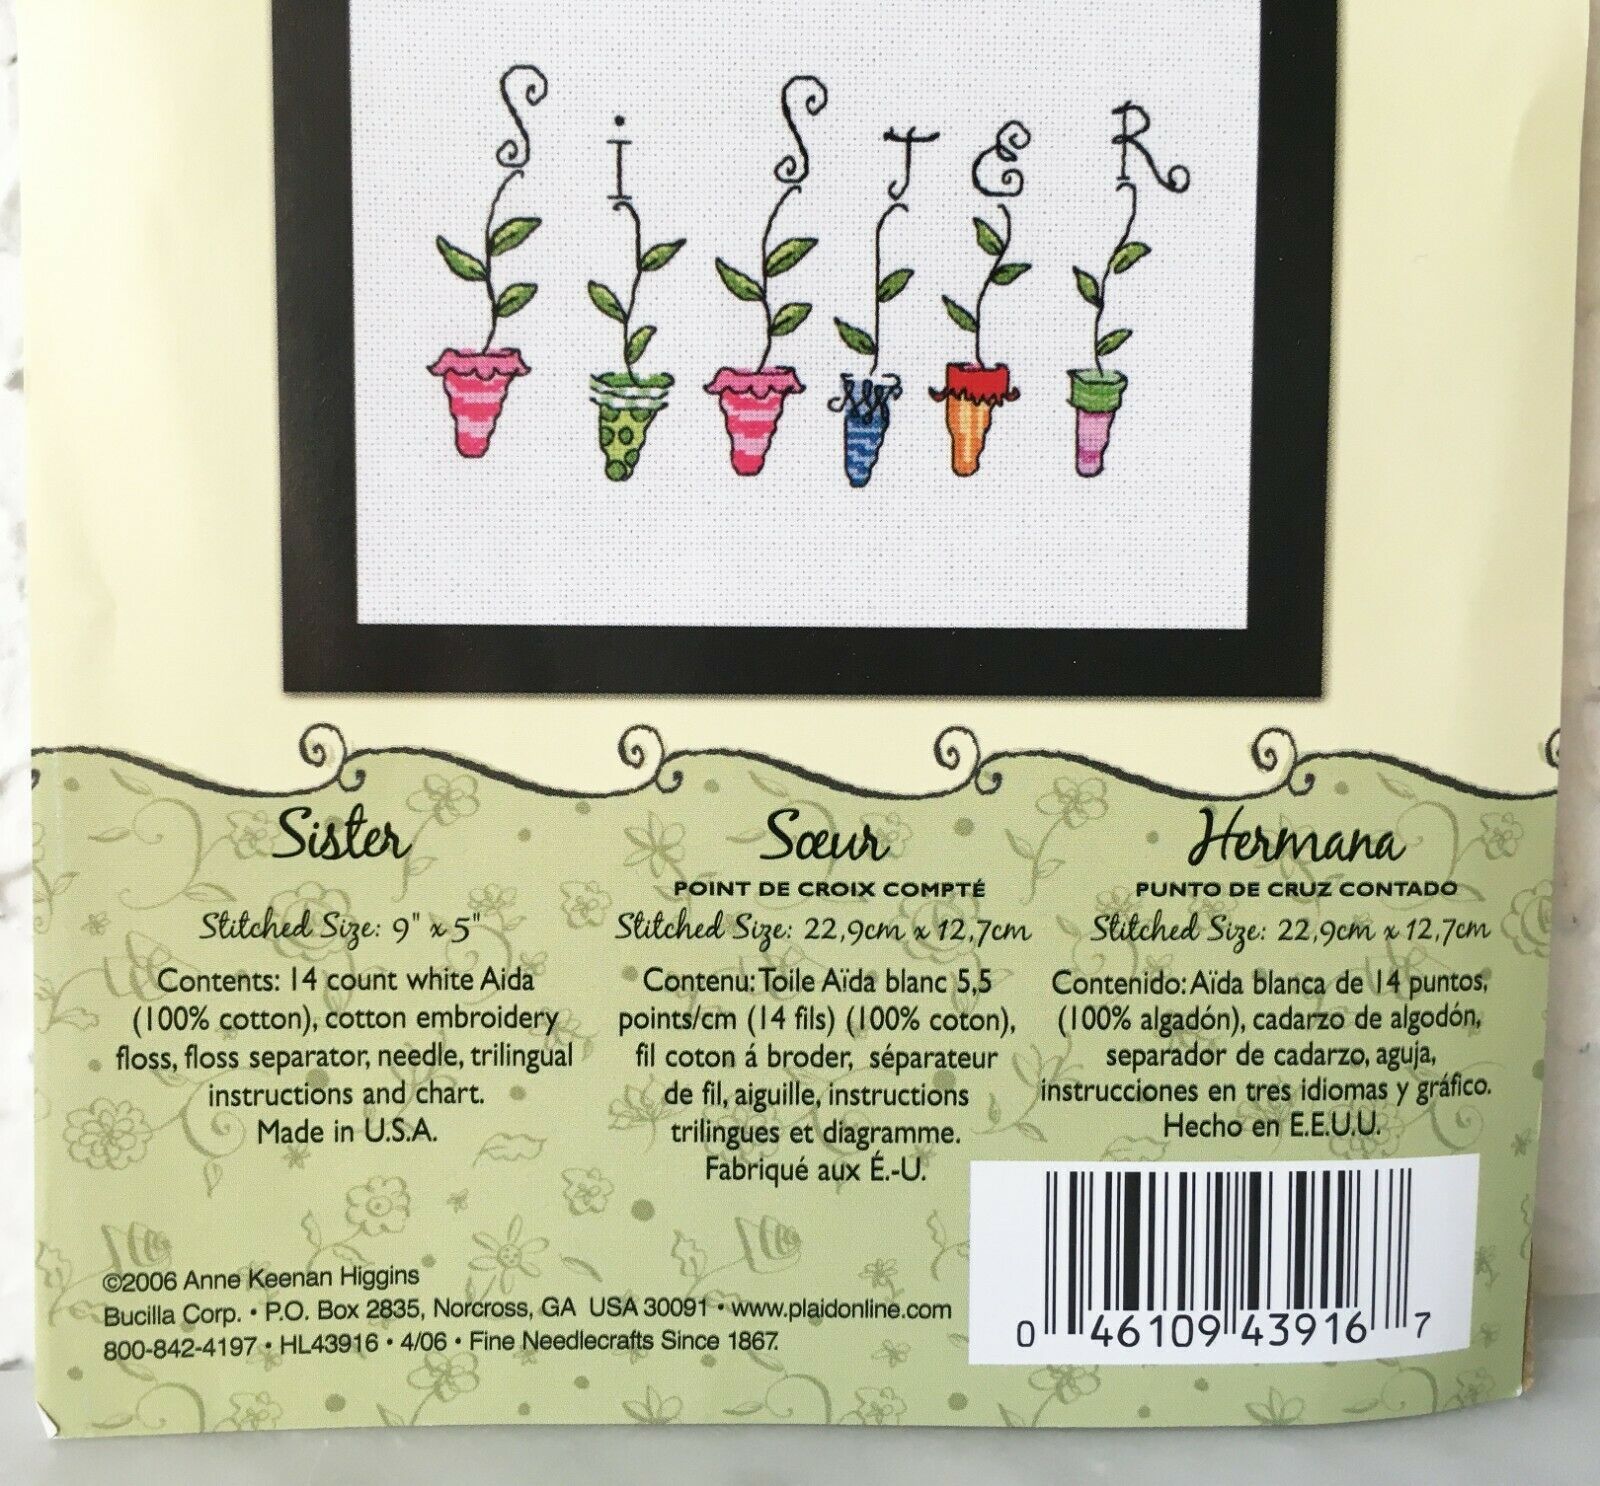 SiSTER
Sister
Stitched Size: 9" x 5"
Contents: 14 count white Aida
(100% cotton), cotton embroidery
floss, floss separator, needle, trilingual
instructions and chart.
Made in U.S.A.
Sœur
POINT DE CROIX COMPTÉ
Stitched Size: 22,9cm x 12,7cm
Contenu: Toile Aïda blanc 5,5
points/cm (14 fils) (100% coton),
fil coton á broder, séparateur
de fil, aiguille, instructions
trilingues et diagramme.
Fabriqué aux É.-U.
Hermana
PUNTO DE CRUZ CONTADO
Stitched Size: 22,9cm x 12,7cm
Contenido: Aïda blanca de 14 puntos,
(100% algadón), cadarzo de algodón,
separador de cadarzo, aguja,
instrucciones en tres idiomas y gráfico.
Hecho en E.E.U.U.
©2006 Anne Keenan Higgins
Bucilla Corp. • P.O. Box 2835, Norcross, GA USA 30091 • www.plaidonline.com
800-842-4197 • HL43916 • 4/06 • Fine Needlecrafts Since 1867.
0 46109 43916 7